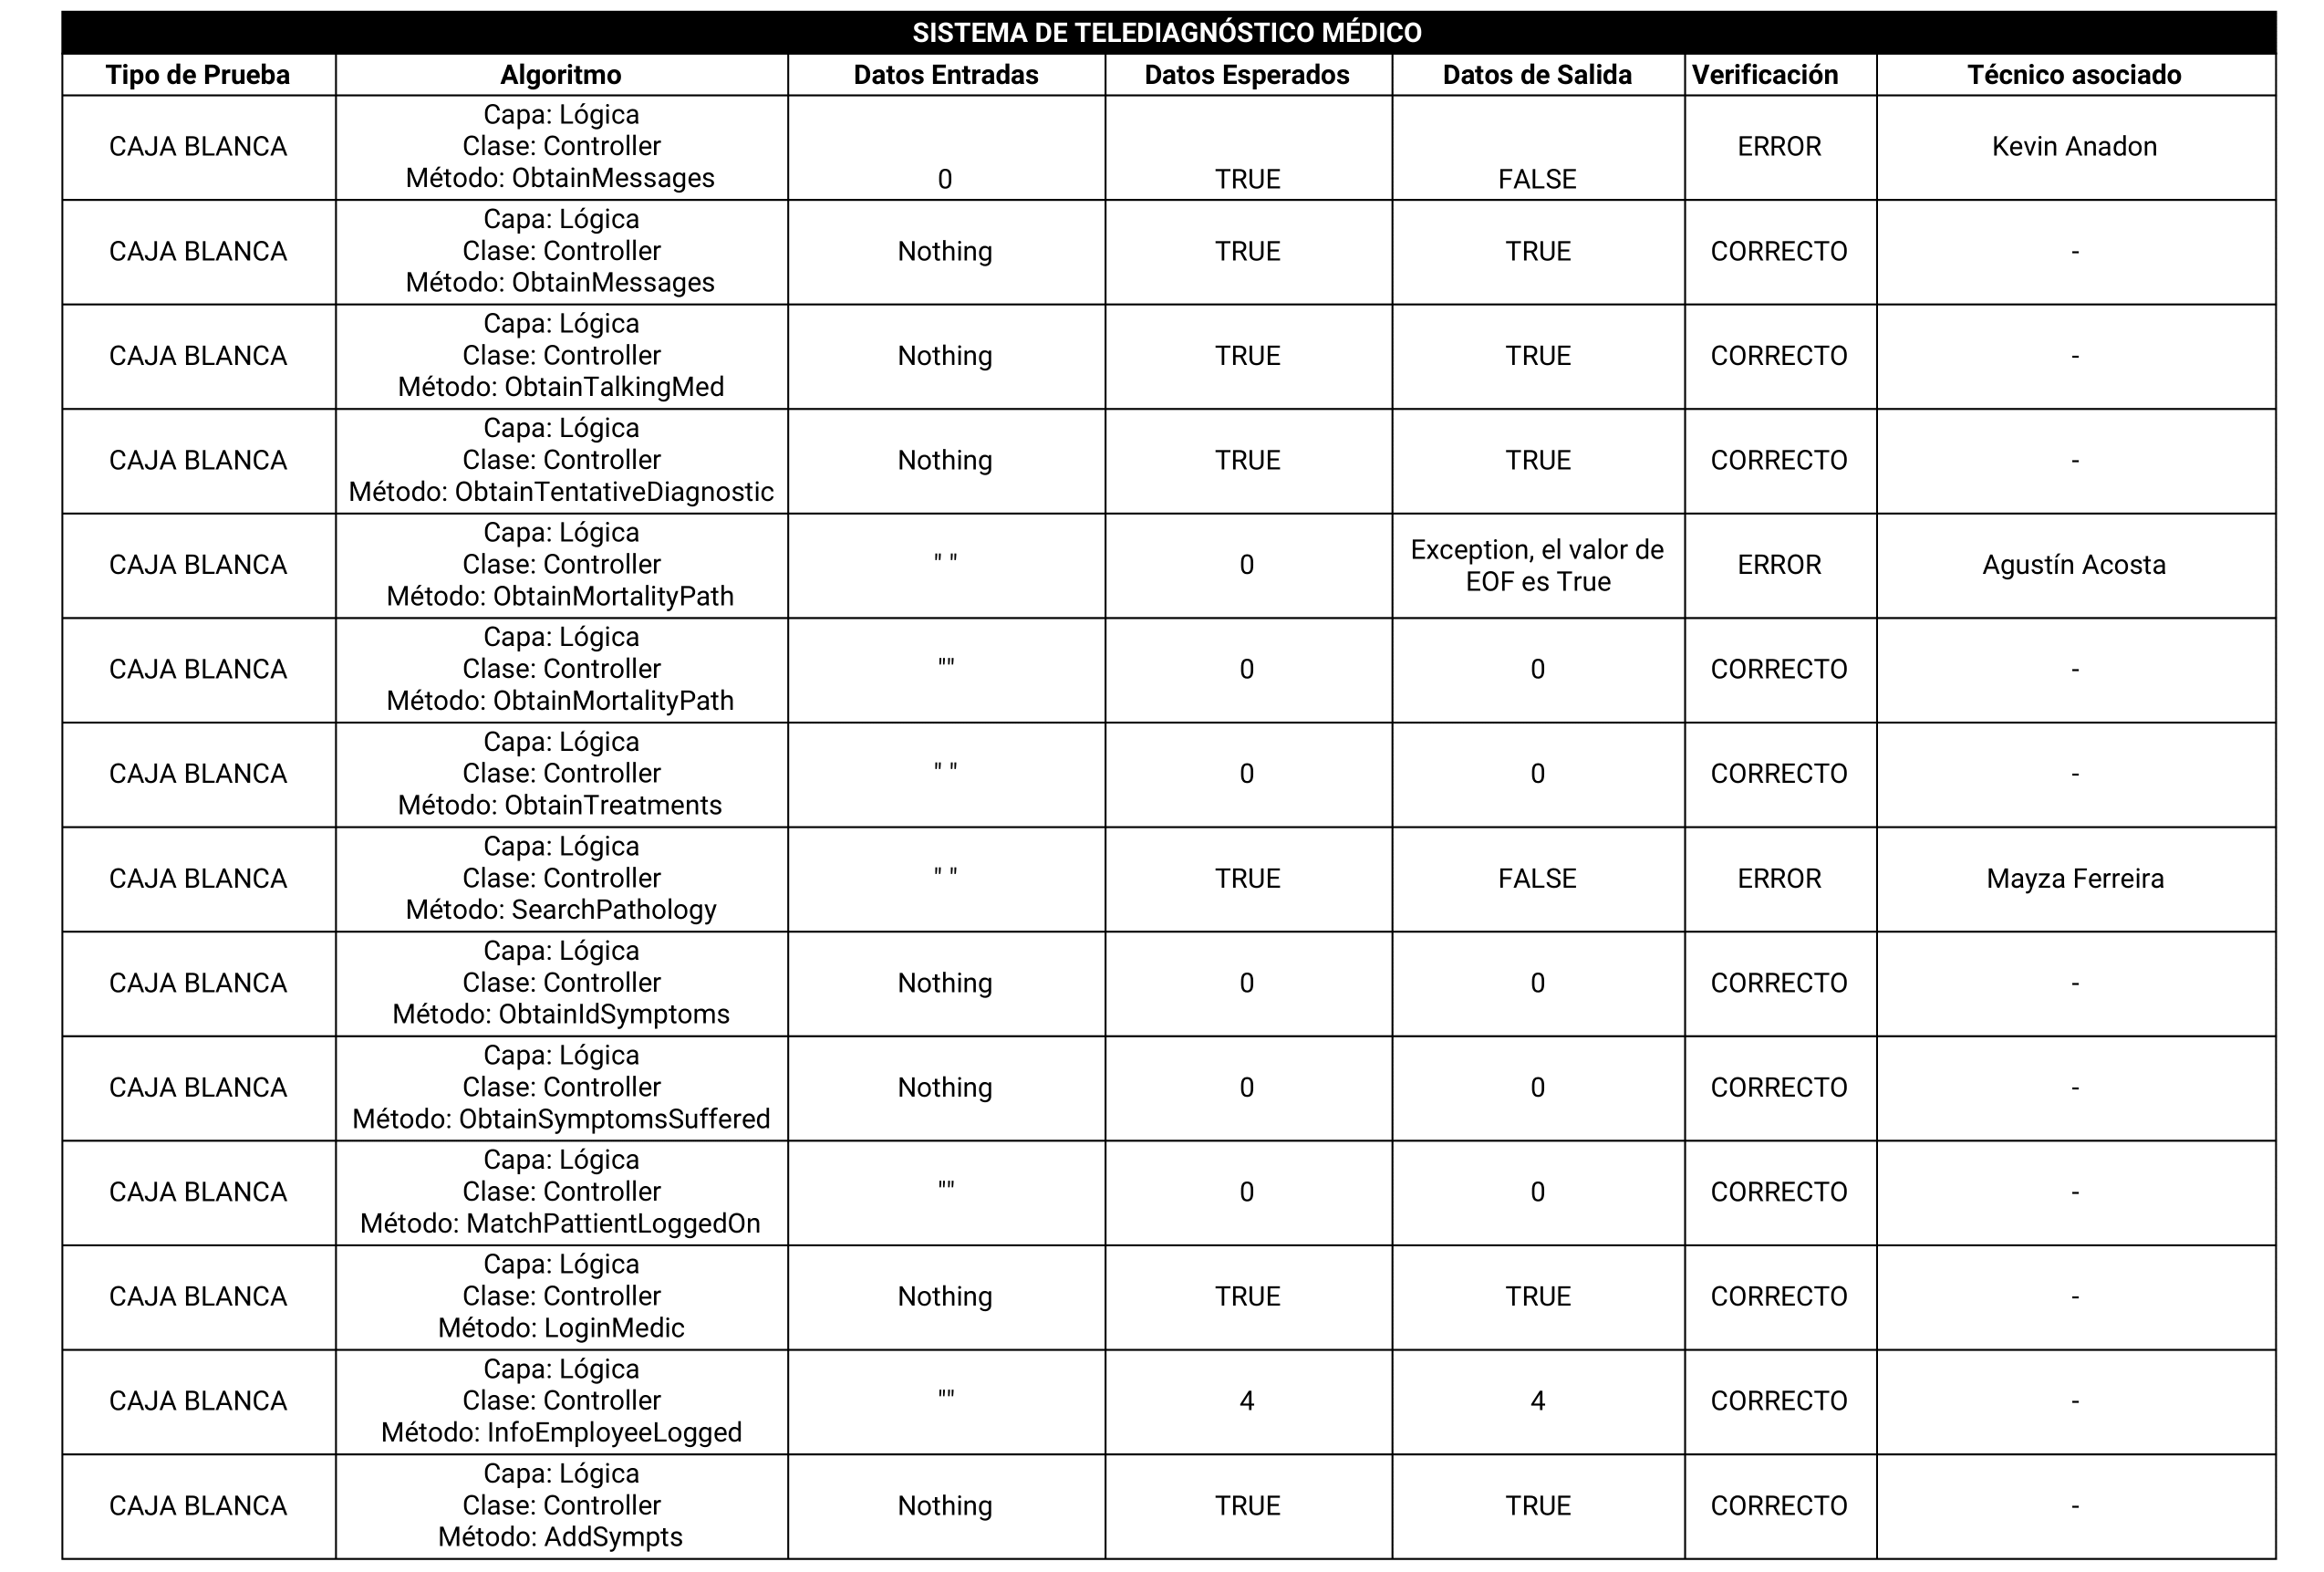 SISTEMA DE TELEDIAGNÓSTICO MÉDICO
Tipo de Prueba Algoritmo Datos Entradas Datos Esperados Datos de Salida Verificación Técnico asociado
Capa: Lógica
CAJA BLANCA Clase: Controller ERROR Kevin Anadon
Método: ObtainMessages 0 TRUE FALSE
Capa: Lógica
CAJA BLANCA Clase: Controller Nothing TRUE TRUE CORRECTO -
Método: ObtainMessages
Capa: Lógica
CAJA BLANCA Clase: Controller Nothing TRUE TRUE CORRECTO -
Método: ObtainTalkingMed
Capa: Lógica
CAJA BLANCA Clase: Controller Nothing TRUE TRUE CORRECTO -
Método: ObtainTentativeDiagnostic
Capa: Lógica
CAJA BLANCA Clase: Controller " " 0 Exception, el valor de
EOF es True ERROR Agustín Acosta
Método: ObtainMortalityPath
Capa: Lógica
CAJA BLANCA Clase: Controller "" 0 0 CORRECTO -
Método: ObtainMortalityPath
Capa: Lógica
CAJA BLANCA Clase: Controller " " 0 0 CORRECTO -
Método: ObtainTreatments
Capa: Lógica
CAJA BLANCA Clase: Controller " " TRUE FALSE ERROR Mayza Ferreira
Método: SearchPathology
Capa: Lógica
CAJA BLANCA Clase: Controller Nothing 0 0 CORRECTO -
Método: ObtainIdSymptoms
Capa: Lógica
CAJA BLANCA Clase: Controller Nothing 0 0 CORRECTO -
Método: ObtainSymptomsSuffered
Capa: Lógica
CAJA BLANCA Clase: Controller "" 0 0 CORRECTO -
Método: MatchPattientLoggedOn
Capa: Lógica
CAJA BLANCA Clase: Controller Nothing TRUE TRUE CORRECTO -
Método: LoginMedic
Capa: Lógica
CAJA BLANCA Clase: Controller "" 4 4 CORRECTO -
Método: InfoEmployeeLogged
Capa: Lógica
CAJA BLANCA Clase: Controller Nothing TRUE TRUE CORRECTO -
Método: AddSympts